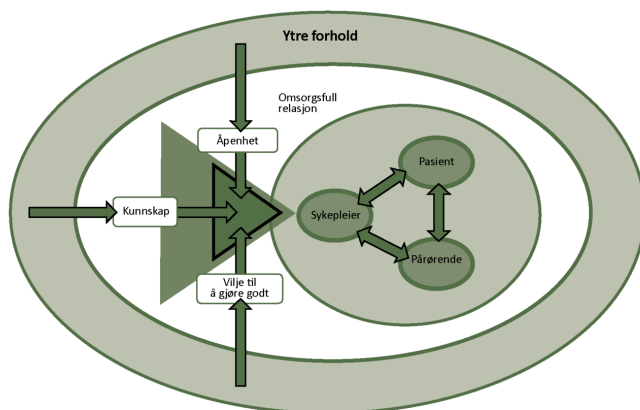 Ytre forhold
Omsorgsfull
relasjon
Åpenhet
Pasient
Kunnskap
Sykepleier
Pårørende
Vilje til
å gjøre godt